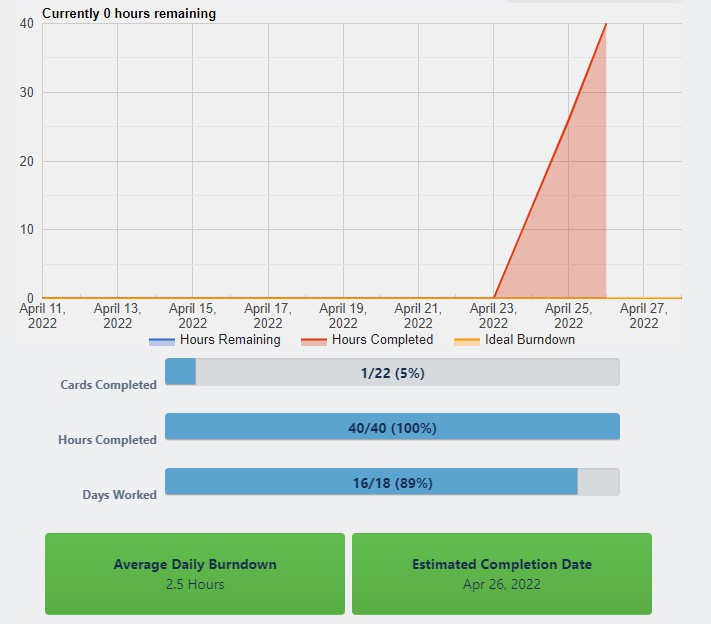 Currently 0 hours remaining
40
30
20
10
0
April 11, 2022
April 13, 2022
April 15, 2022
April 17, 2022
April 19, 2022
April 21, 2022
April 23, 2022
April 25, 2022
April 27, 2022
Hours Remaining Hours Completed Ideal Burndown
Cards Completed 1/22 (5%)
Hours Completed 40/40 (100%)
Days Worked 16/18 (89%)
Average Daily Burndown
2.5 Hours
Estimated Completion Date
Apr 26, 2022